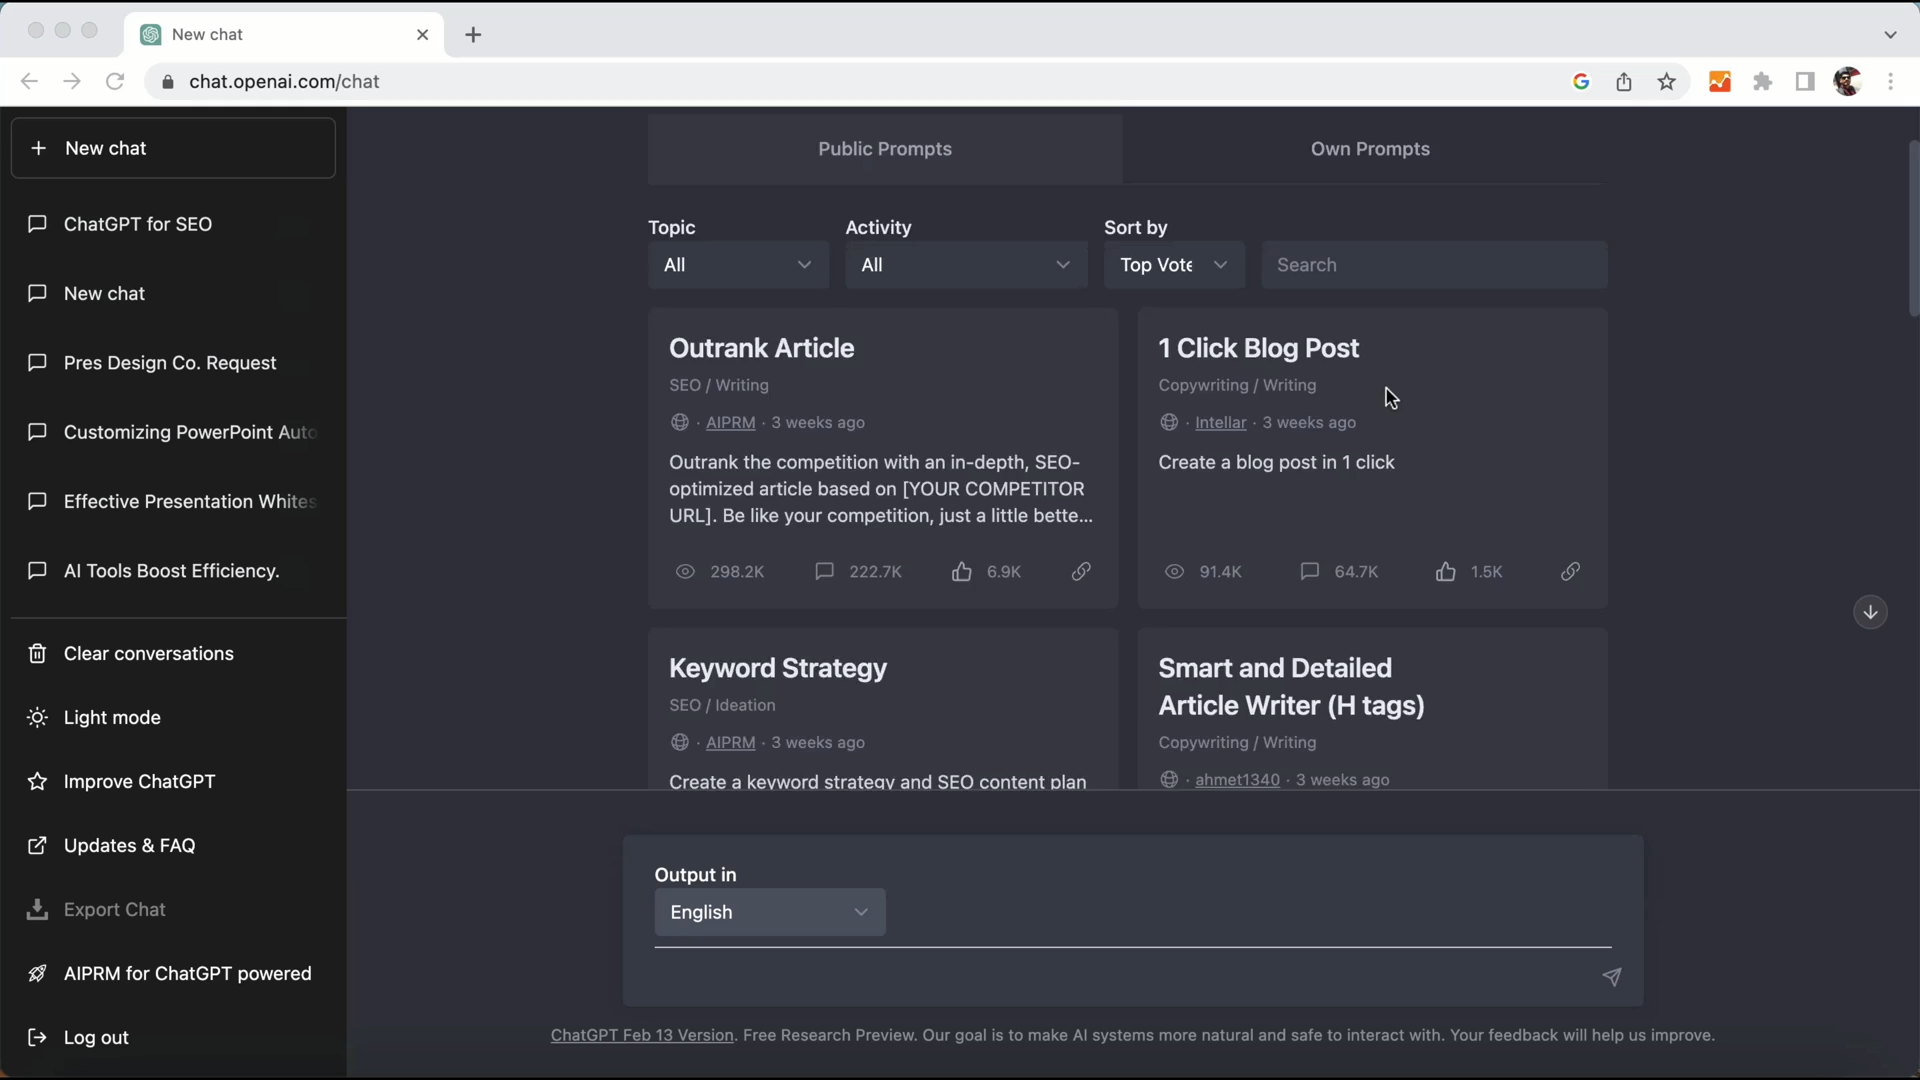 New chat
chat.openai.com/chat
New chat
ChatGPT for SEO
New chat
Pres Design Co. Request
Customizing PowerPoint Auto
Effective Presentation Whites
AI Tools Boost Efficiency.
Clear conversations
Light mode
Improve ChatGPT
Updates & FAQ
Export Chat
AIPRM for ChatGPT powered
Log out
Public Prompts
Own Prompts
Topic
All
Activity
All
Sort by
Top Vote
Search
Outrank Article
SEO / Writing
· AIPRM · 3 weeks ago
Outrank the competition with an in-depth, SEO-
optimized article based on [YOUR COMPETITOR
URL]. Be like your competition, just a little bette...
298.2K 222.7K 6.9K
1 Click Blog Post
Copywriting / Writing
· Intellar · 3 weeks ago
Create a blog post in 1 click
91.4K 64.7K 1.5K
Keyword Strategy
SEO / Ideation
· AIPRM · 3 weeks ago
Create a keyword strategy and SEO content plan
Smart and Detailed
Article Writer (H tags)
Copywriting / Writing
· ahmet1340 · 3 weeks ago
Output in
English
ChatGPT Feb 13 Version. Free Research Preview. Our goal is to make AI systems more natural and safe to interact with. Your feedback will help us improve.